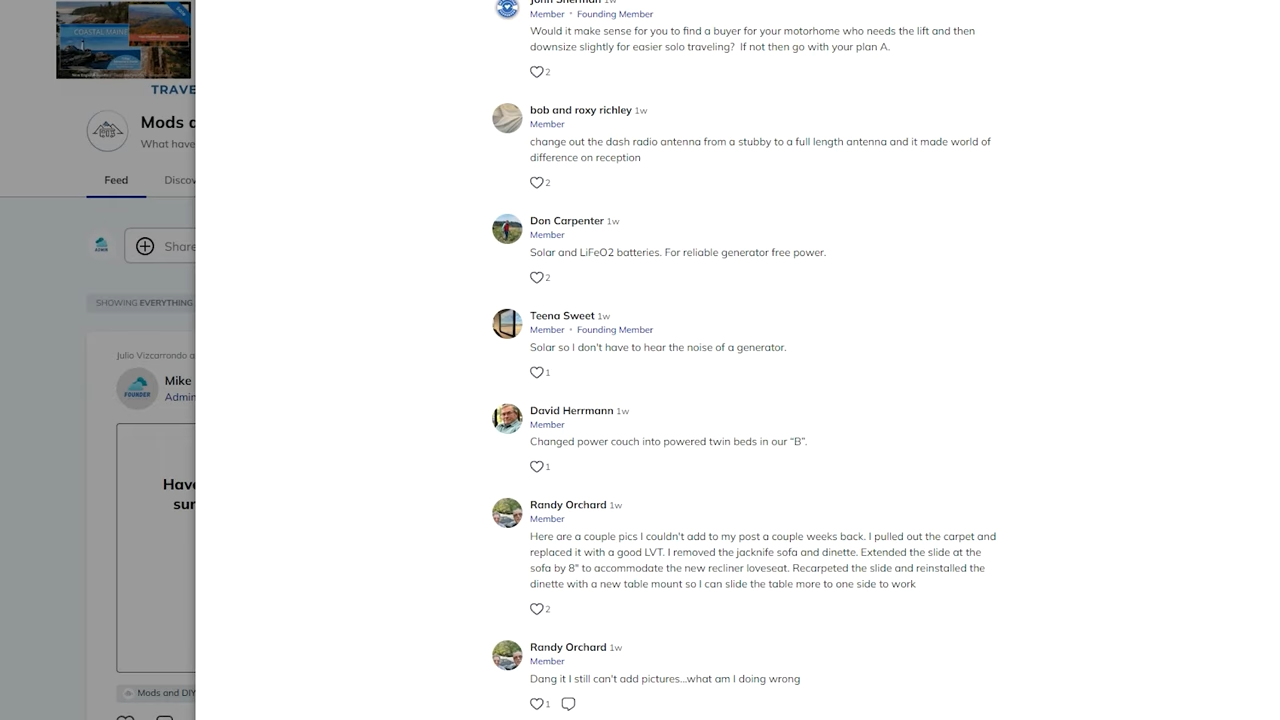 COASTAL MAINE
TRAVE
Mods a
What have
Feed Discov
Share
SHOWING EVERYTHING
Julio Vizcarrondo a
FOUNDER
Mike
Admin
Have
sur
Mods and DIY
John Sherman 1w
Member • Founding Member
Would it make sense for you to find a buyer for your motorhome who needs the lift and then
downsize slightly for easier solo traveling? If not then go with your plan A.
2
bob and roxy richley 1w
Member
change out the dash radio antenna from a stubby to a full length antenna and it made world of
difference on reception
2
Don Carpenter 1w
Member
Solar and LiFeO2 batteries. For reliable generator free power.
2
Teena Sweet 1w
Member • Founding Member
Solar so I don't have to hear the noise of a generator.
1
David Herrmann 1w
Member
Changed power couch into powered twin beds in our “B”.
1
Randy Orchard 1w
Member
Here are a couple pics I couldn't add to my post a couple weeks back. I pulled out the carpet and
replaced it with a good LVT. I removed the jacknife sofa and dinette. Extended the slide at the
sofa by 8" to accommodate the new recliner loveseat. Recarpeted the slide and reinstalled the
dinette with a new table mount so I can slide the table more to one side to work
2
Randy Orchard 1w
Member
Dang it I still can't add pictures...what am I doing wrong
1